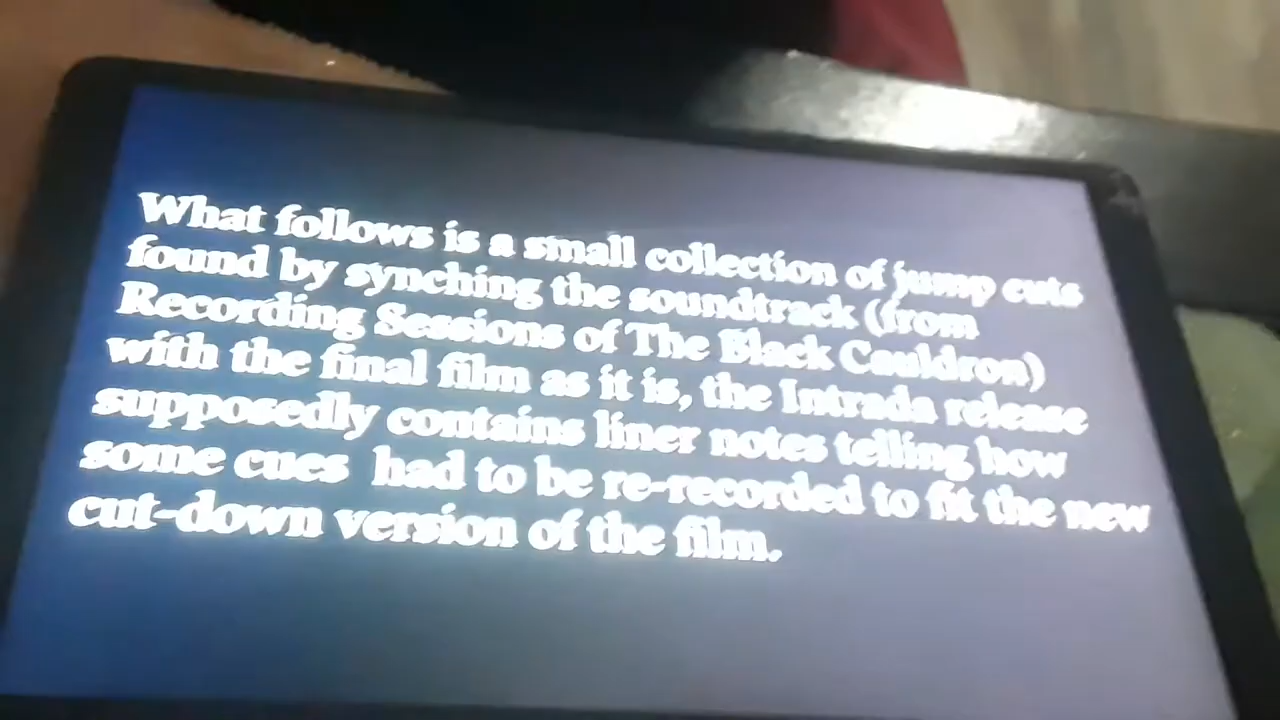 What follows is a small collection of jump cuts
found by synching the soundtrack (from
Recording Sessions of The Black Cauldron)
with the final film as it is, the Intrada release
supposedly contains liner notes telling how
some cues had to be re-recorded to fit the new
cut-down version of the film.